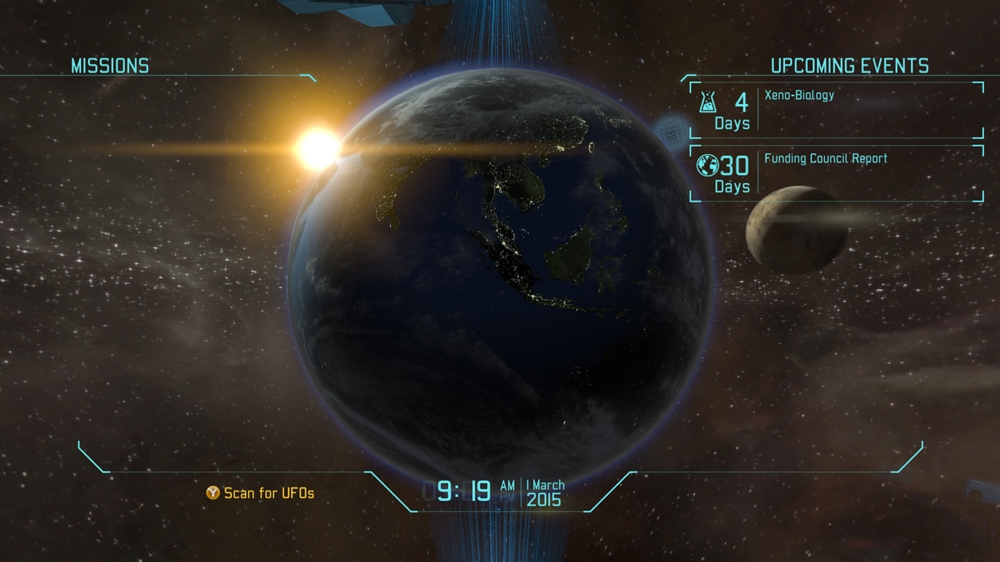 MISSIONS
UPCOMING EVENTS
4 Days
Xeno-Biology
30 Days
Funding Council Report
Y Scan for UFOs
9:19 AM
1 March
2015